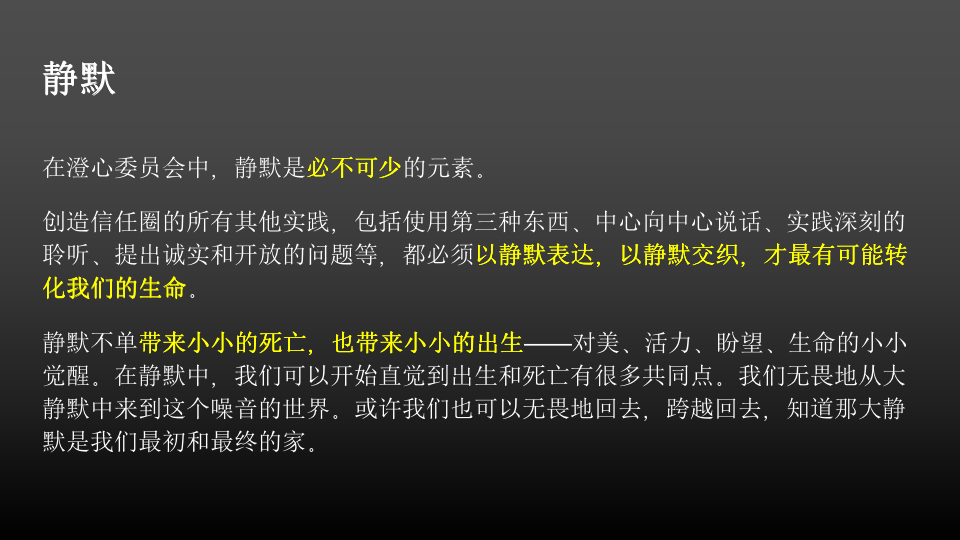 静默
在澄心委员会中，静默是必不可少的元素。
创造信任圈的所有其他实践，包括使用第三种东西、中心向中心说话、实践深刻的
聆听、提出诚实和开放的问题等，都必须以静默表达，以静默交织，才最有可能转
化我们的生命。
静默不单带来小小的死亡，也带来小小的出生——对美、活力、盼望、生命的小小
觉醒。在静默中，我们可以开始直觉到出生和死亡有很多共同点。我们无畏地从大
静默中来到这个噪音的世界。或许我们也可以无畏地回去，跨越回去，知道那大静
默是我们最初和最终的家。